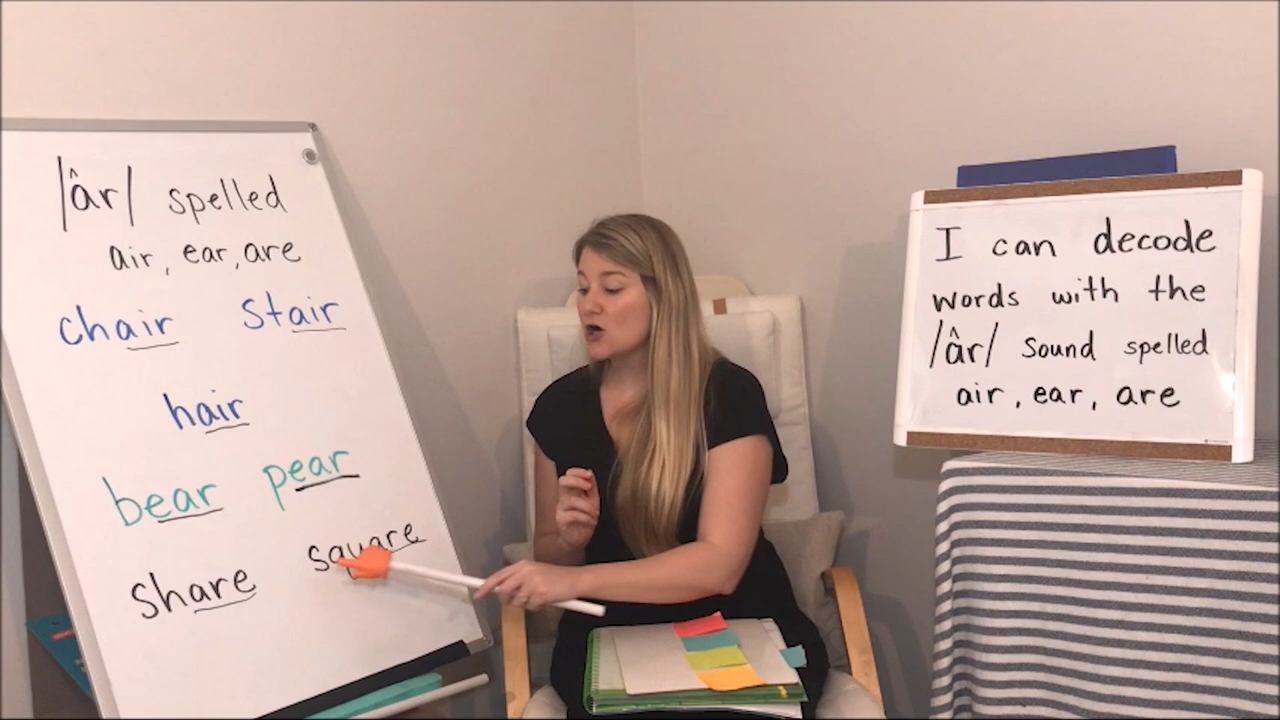 /âr/ spelled
air, ear, are
chair stair
hair
bear pear
share square
I can decode
words with the
/âr/ sound spelled
air, ear, are